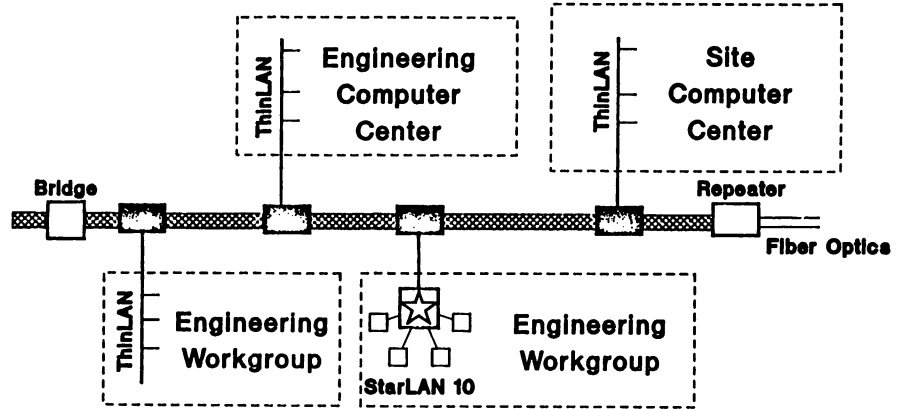 ThinLAN
Engineering
Computer
Center
ThinLAN
Site
Computer
Center
Bridge
Repeater
Fiber Optics
ThinLAN
Engineering
Workgroup
StarLAN 10
Engineering
Workgroup